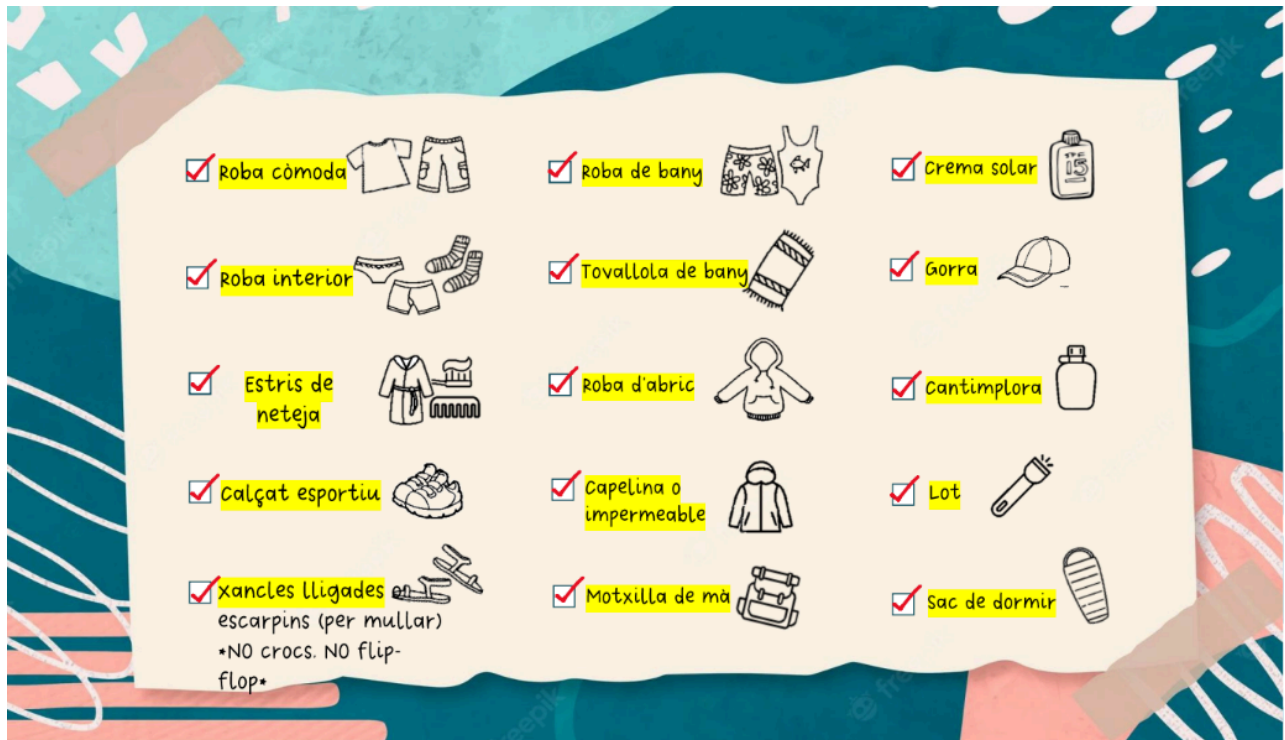 Roba còmoda
Roba interior
Estris de
neteja
Calçat esportiu
Xancles lligades
escarpins (per mullar)
*NO crocs. NO flip-
flop*
Roba de bany
Tovallola de bany
Roba d'abric
Capelina o
impermeable
Motxilla de mà
Crema solar
15
Gorra
Cantimplora
Lot
Sac de dormir